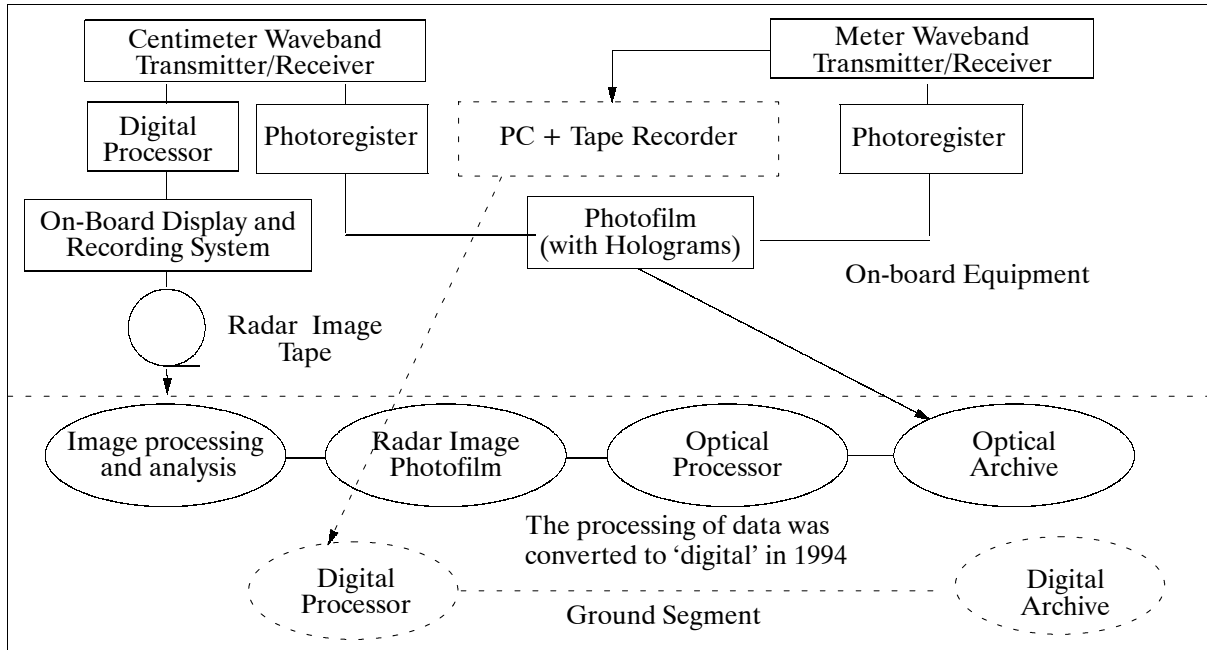 Centimeter Waveband
Transmitter/Receiver
Meter Waveband
Transmitter/Receiver
Digital
Processor
Photoregister
PC + Tape Recorder
Photoregister
On-Board Display and
Recording System
Photofilm
(with Holograms)
On-board Equipment
Radar Image
Tape
Image processing
and analysis
Radar Image
Photofilm
Optical
Processor
Optical
Archive
The processing of data was
converted to ‘digital’ in 1994
Digital
Processor
Digital
Archive
Ground Segment